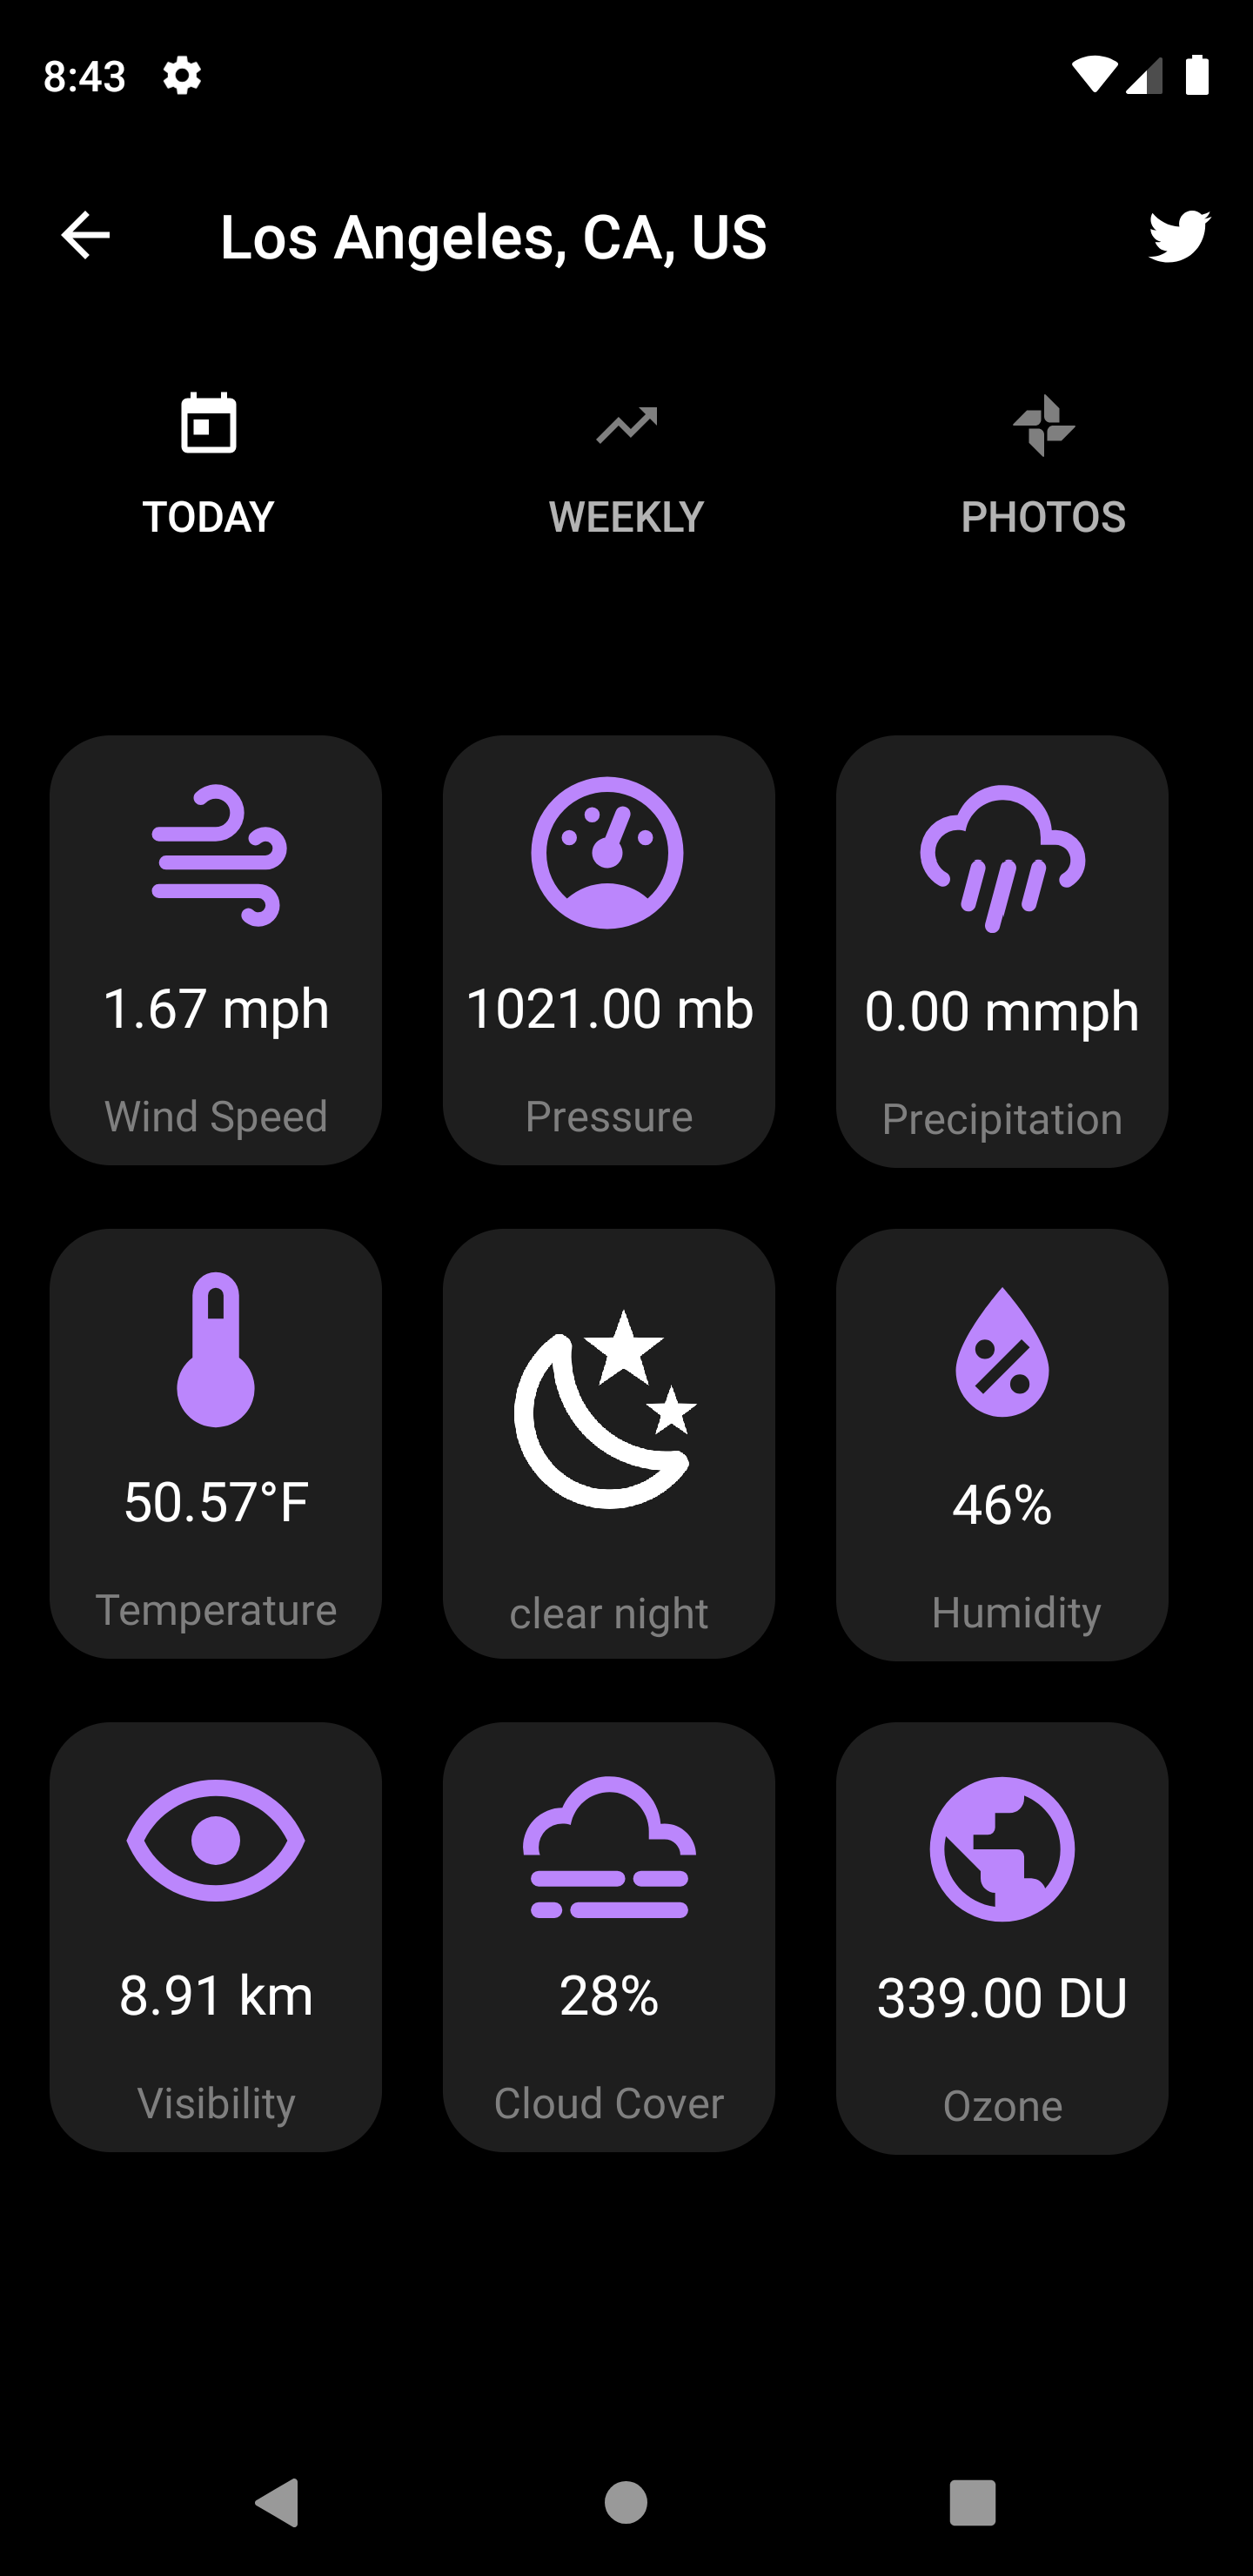 8:43
Los Angeles, CA, US
TODAY
WEEKLY
PHOTOS
1.67 mph
Wind Speed
1021.00 mb
Pressure
0.00 mmph
Precipitation
50.57°F
Temperature
clear night
46%
Humidity
8.91 km
Visibility
28%
Cloud Cover
339.00 DU
Ozone